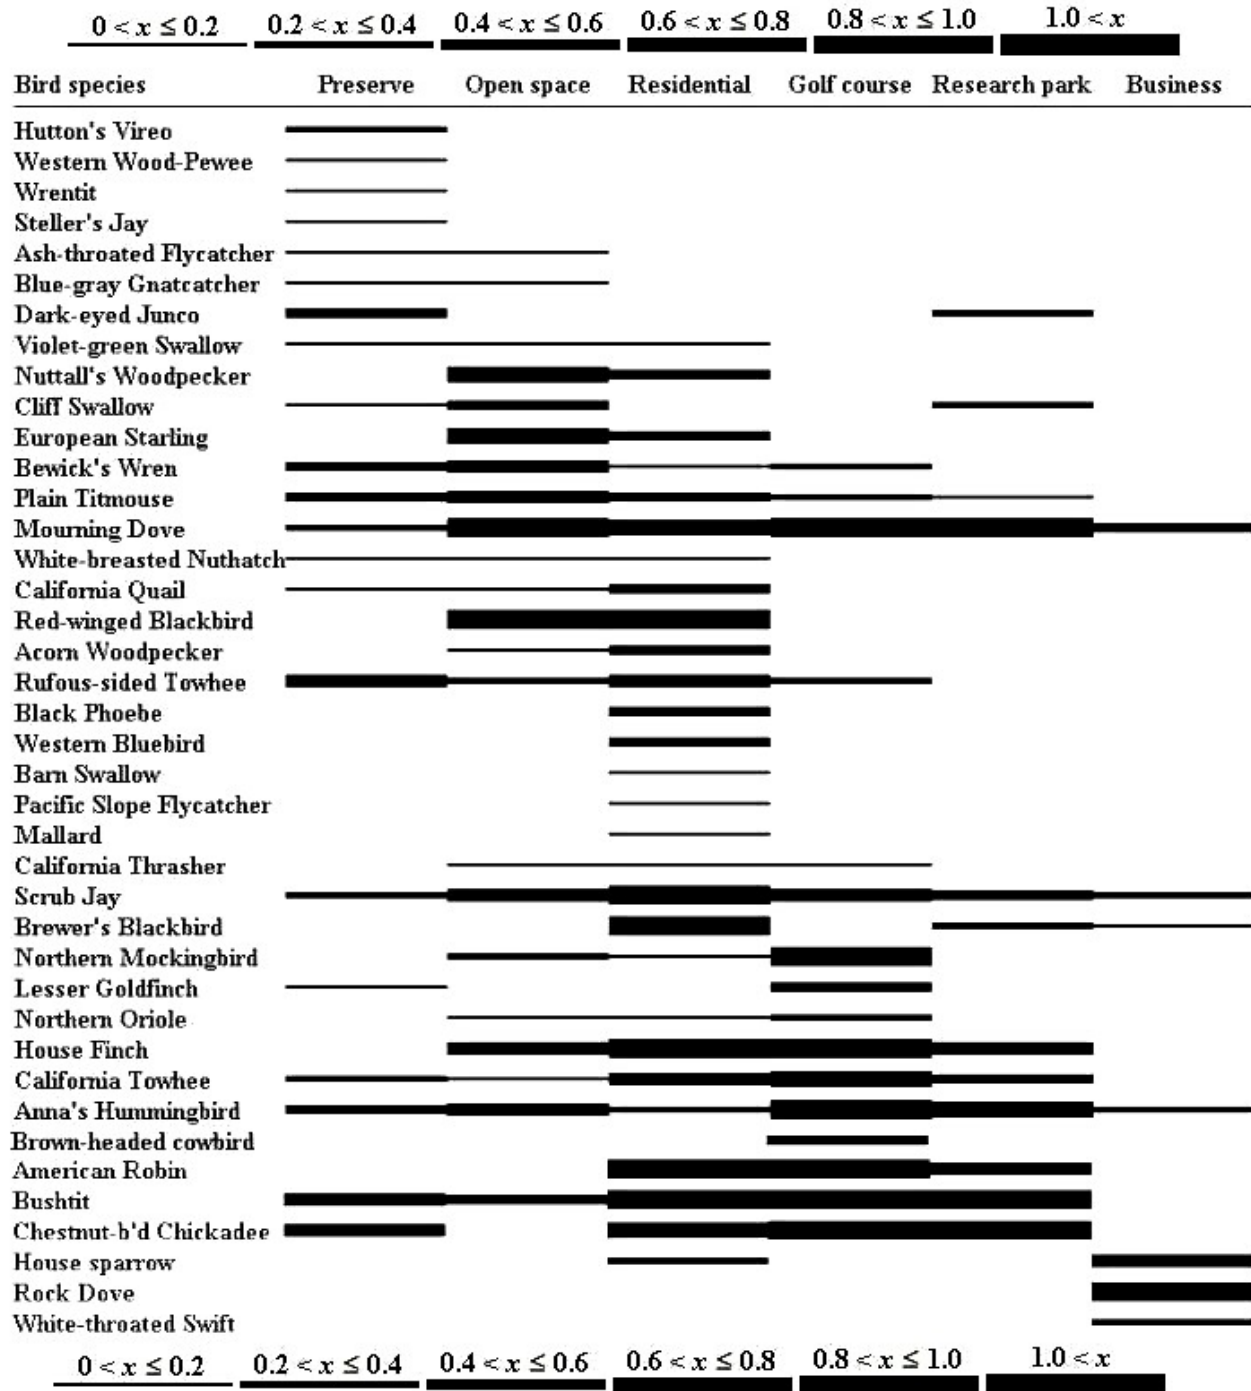 0 < x ≤ 0.2 0.2 < x ≤ 0.4 0.4 < x ≤ 0.6 0.6 < x ≤ 0.8 0.8 < x ≤ 1.0 1.0 < x
Bird species Preserve Open space Residential Golf course Research park Business
Hutton's Vireo
Western Wood-Pewee
Wrentit
Steller's Jay
Ash-throated Flycatcher
Blue-gray Gnatcatcher
Dark-eyed Junco
Violet-green Swallow
Nuttall's Woodpecker
Cliff Swallow
European Starling
Bewick's Wren
Plain Titmouse
Mourning Dove
White-breasted Nuthatch
California Quail
Red-winged Blackbird
Acorn Woodpecker
Rufous-sided Towhee
Black Phoebe
Western Bluebird
Barn Swallow
Pacific Slope Flycatcher
Mallard
California Thrasher
Scrub Jay
Brewer's Blackbird
Northern Mockingbird
Lesser Goldfinch
Northern Oriole
House Finch
California Towhee
Anna's Hummingbird
Brown-headed cowbird
American Robin
Bushtit
Chestnut-b'd Chickadee
House sparrow
Rock Dove
White-throated Swift
0 < x ≤ 0.2 0.2 < x ≤ 0.4 0.4 < x ≤ 0.6 0.6 < x ≤ 0.8 0.8 < x ≤ 1.0 1.0 < x